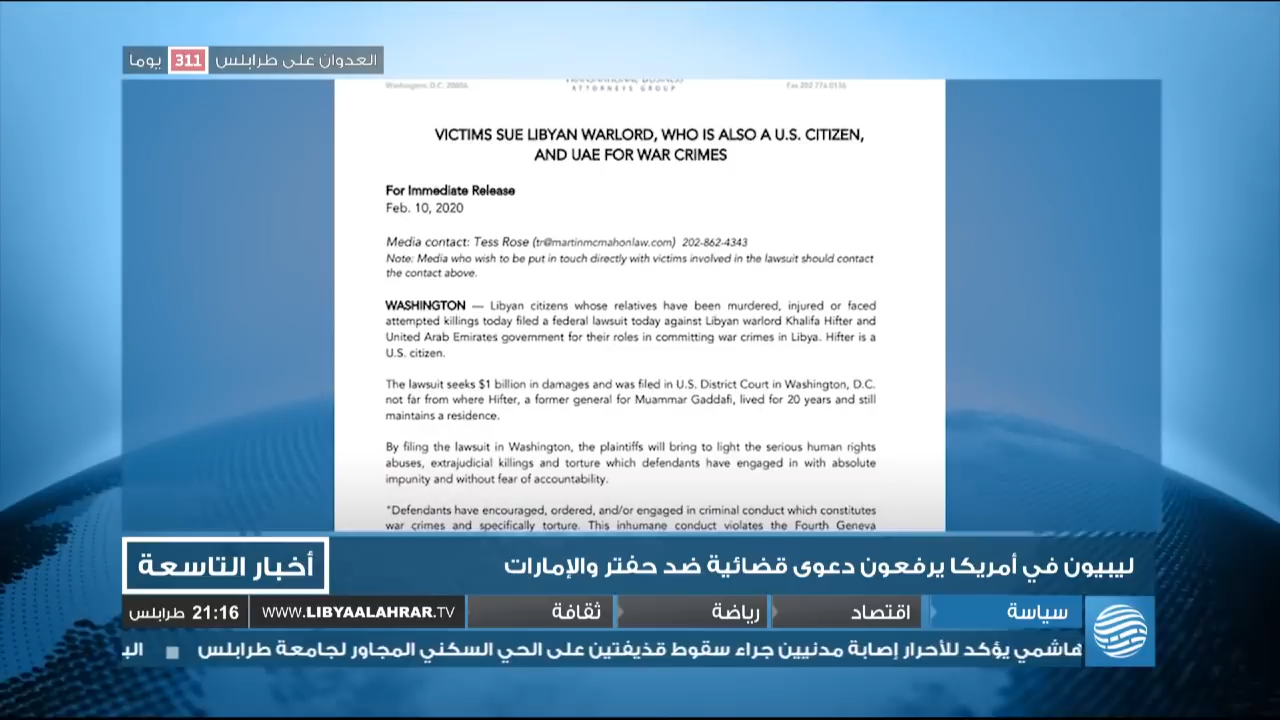 العدوان على طرابلس 311 يوماً
Washington, D.C. 20006
TRANSNATIONAL BUSINESS
Fax 202 774 0136
ATTORNEYS GROUP
VICTIMS SUE LIBYAN WARLORD, WHO IS ALSO A U.S. CITIZEN,
AND UAE FOR WAR CRIMES
For Immediate Release
Feb. 10, 2020
Media contact: Tess Rose (tr@martinmcmahonlaw.com) 202-862-4343
Note: Media who wish to be put in touch directly with victims involved in the lawsuit should contact
the contact above.
WASHINGTON — Libyan citizens whose relatives have been murdered, injured or faced
attempted killings today filed a federal lawsuit today against Libyan warlord Khalifa Hifter and
United Arab Emirates government for their roles in committing war crimes in Libya. Hifter is a
U.S. citizen.
The lawsuit seeks $1 billion in damages and was filed in U.S. District Court in Washington, D.C.
not far from where Hifter, a former general for Muammar Gaddafi, lived for 20 years and still
maintains a residence.
By filing the lawsuit in Washington, the plaintiffs will bring to light the serious human rights
abuses, extrajudicial killings and torture which defendants have engaged in with absolute
impunity and without fear of accountability.
"Defendants have encouraged, ordered, and/or engaged in criminal conduct which constitutes
war crimes and specifically torture. This inhumane conduct violates the Fourth Geneva
ليبيون في أمريكا يرفعون دعوى قضائية ضد حفتر والإمارات
أخبار التاسعة
سياسة اقتصاد رياضة ثقافة WWW.LIBYAALAHRAR.TV 21:16 طرابلس
هاشمي يؤكد للأحرار إصابة مدنيين جراء سقوط قذيفتين على الحي السكني المجاور لجامعة طرابلس